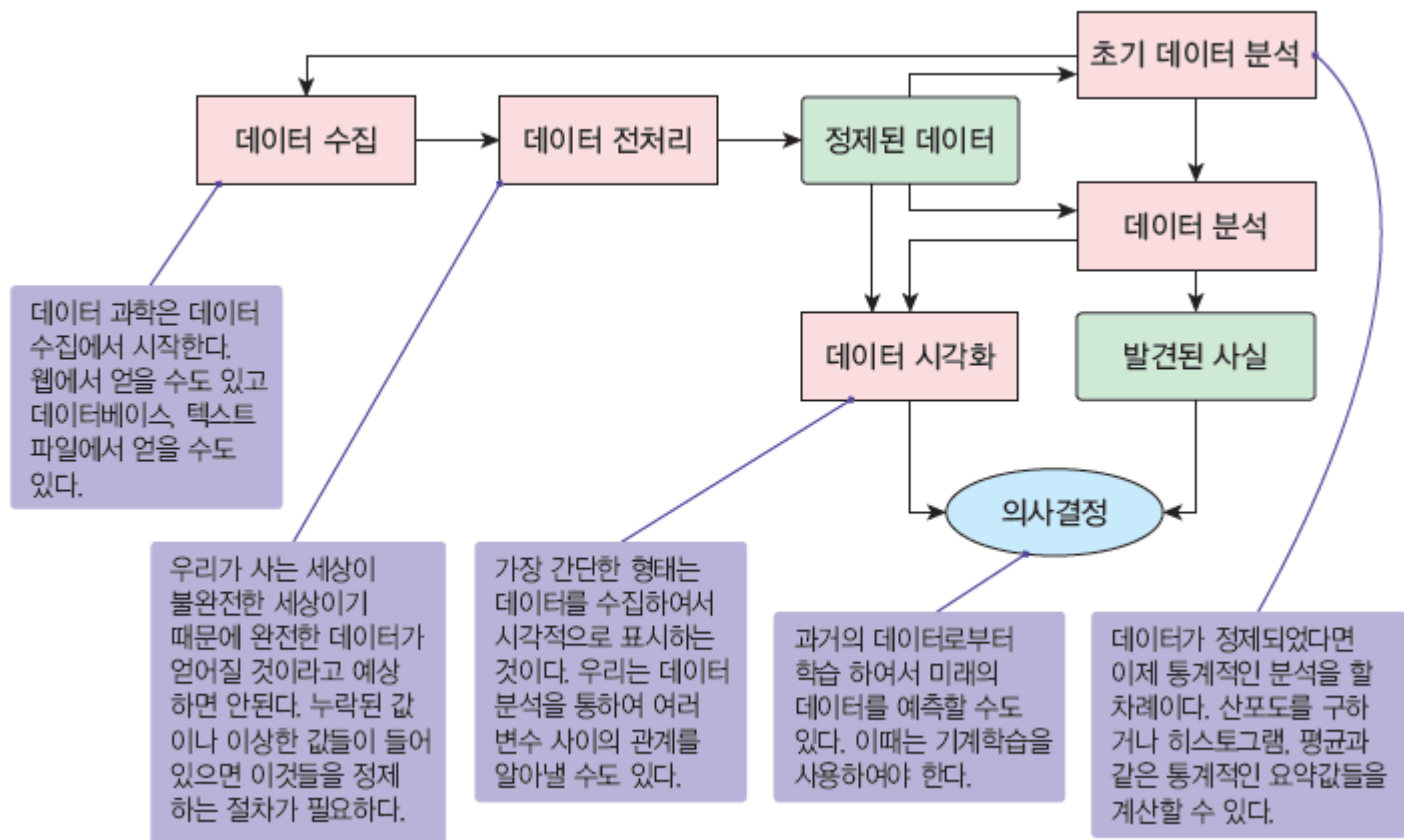 초기 데이터 분석
데이터 수집
데이터 전처리
정제된 데이터
데이터 분석
데이터 시각화
발견된 사실
의사결정
데이터 과학은 데이터
수집에서 시작한다.
웹에서 얻을 수도 있고
데이터베이스, 텍스트
파일에서 얻을 수도
있다.
우리가 사는 세상이
불완전한 세상이기
때문에 완전한 데이터가
얻어질 것이라고 예상
하면 안된다. 누락된 값
이나 이상한 값들이 들어
있으면 이것들을 정제
하는 절차가 필요하다.
가장 간단한 형태는
데이터를 수집하여서
시각적으로 표시하는
것이다. 우리는 데이터
분석을 통하여 여러
변수 사이의 관계를
알아낼 수도 있다.
과거의 데이터로부터
학습 하여서 미래의
데이터를 예측할 수도
있다. 이때는 기계학습을
사용하여야 한다.
데이터가 정제되었다면
이제 통계적인 분석을 할
차례이다. 산포도를 구하
거나 히스토그램, 평균과
같은 통계적인 요약값들을
계산할 수 있다.